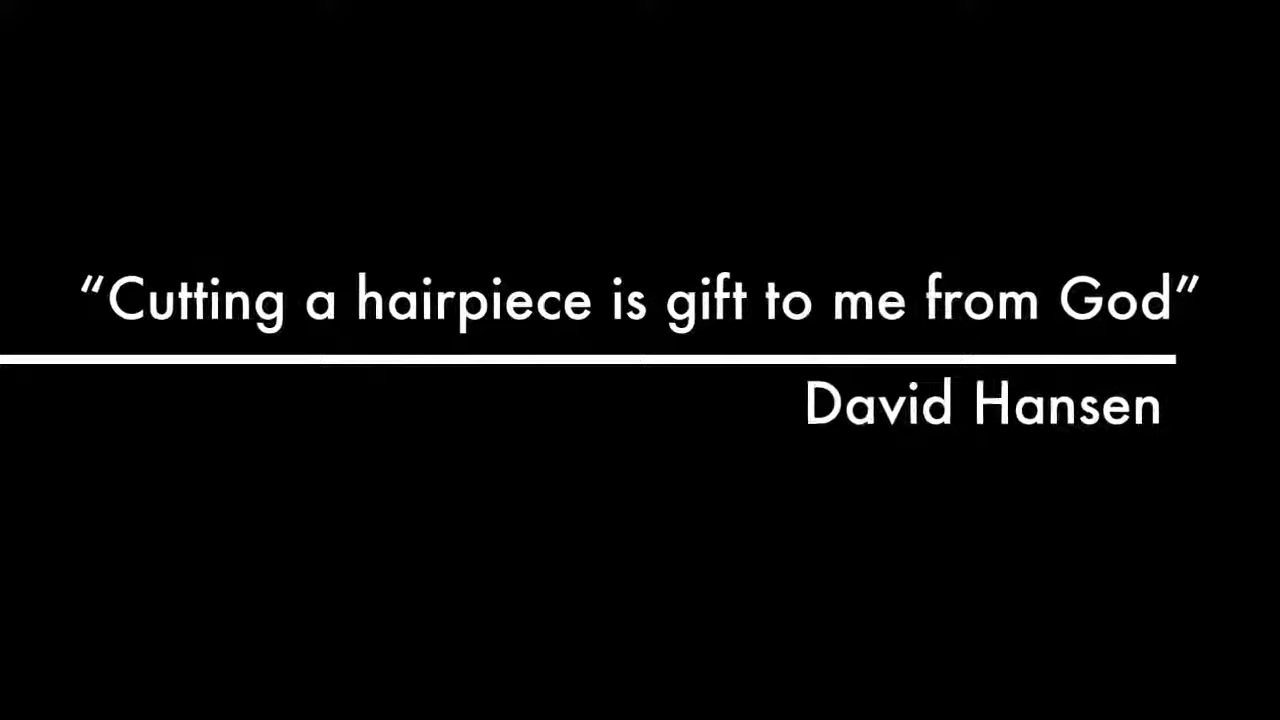 “Cutting a hairpiece is gift to me from God”
David Hansen